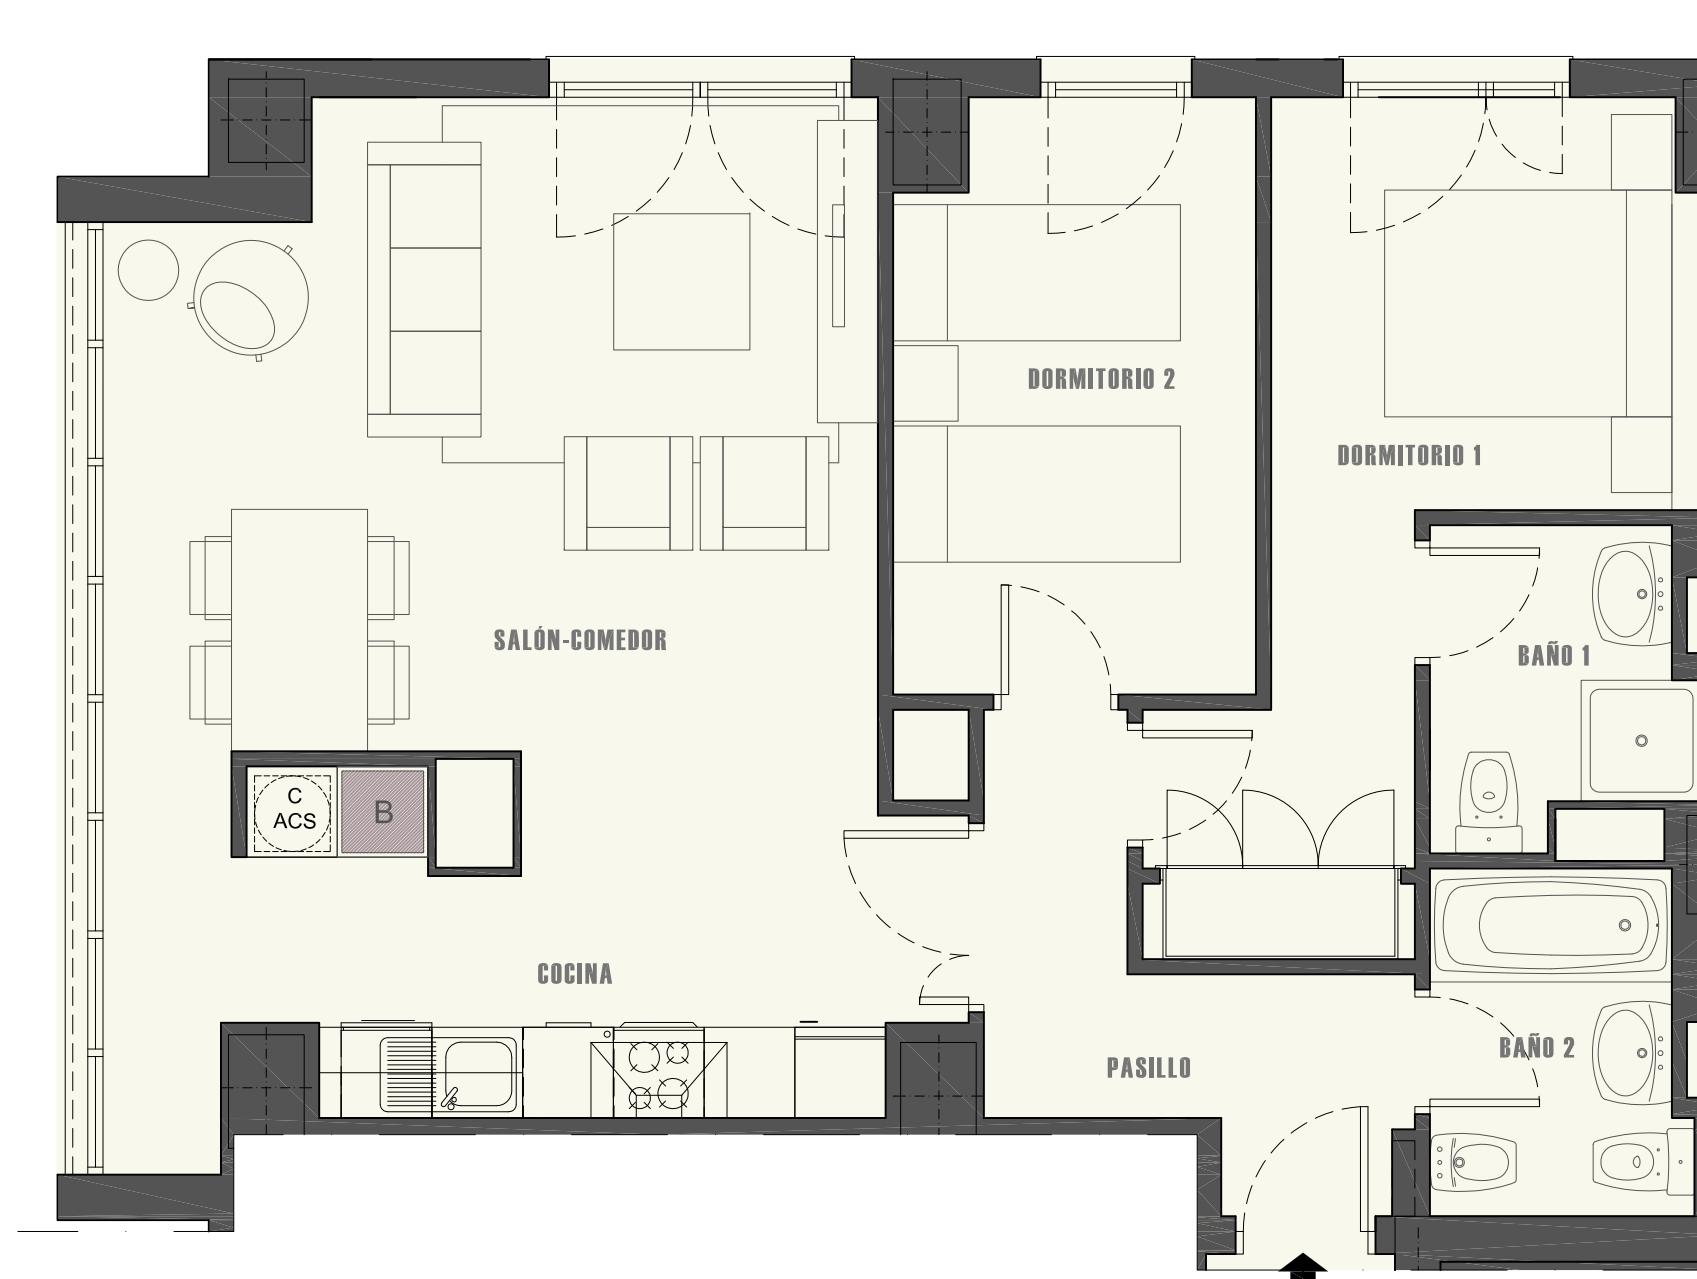 DORMITORIO 2
DORMITORIO 1
SALÓN-COMEDOR
BAÑO 1
C
ACS
B
COCINA
BAÑO 2
PASILLO